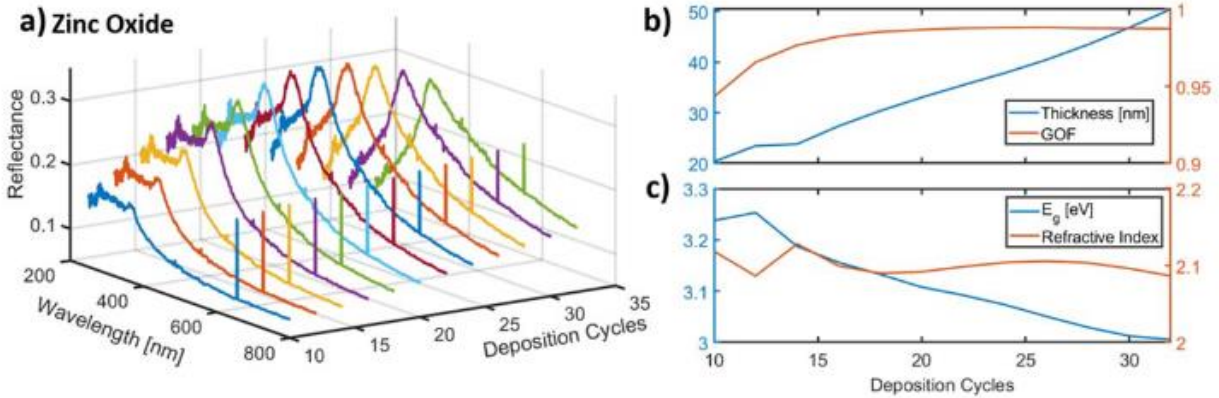 a) Zinc Oxide
Reflectance
0.3
0.2
0.1
200
400
600
800
Wavelength [nm]
10
15
20
25
30
35
Deposition Cycles
b)
50
40
30
20
1
0.95
0.9
Thickness [nm]
GOF
c)
3.3
3.2
3.1
3
2.2
2.1
2
E_g [eV]
Refractive Index
10
15
20
25
30
Deposition Cycles